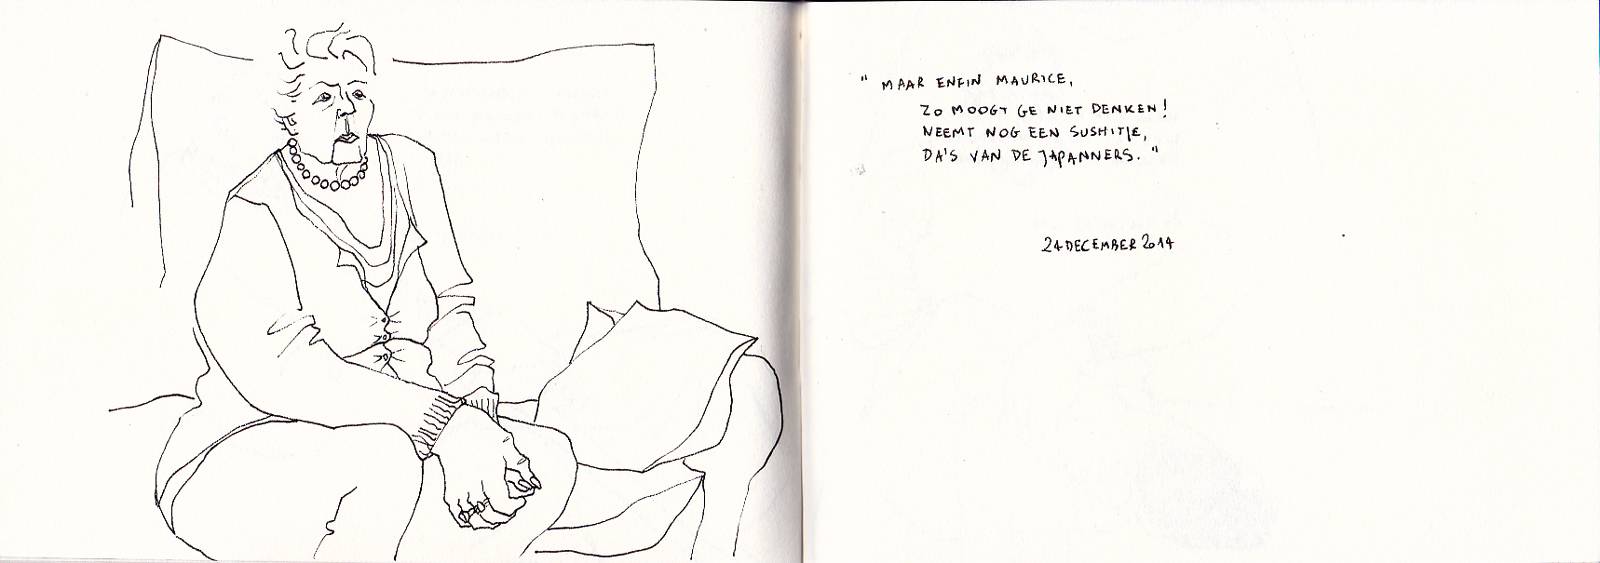 " MAAR ENFIN MAURICE,
ZO MOOGT GE NIET DENKEN!
NEEMT NOG EEN SUSHITJE,
DA'S VAN DE JAPANNERS. "
24 DECEMBER 2014